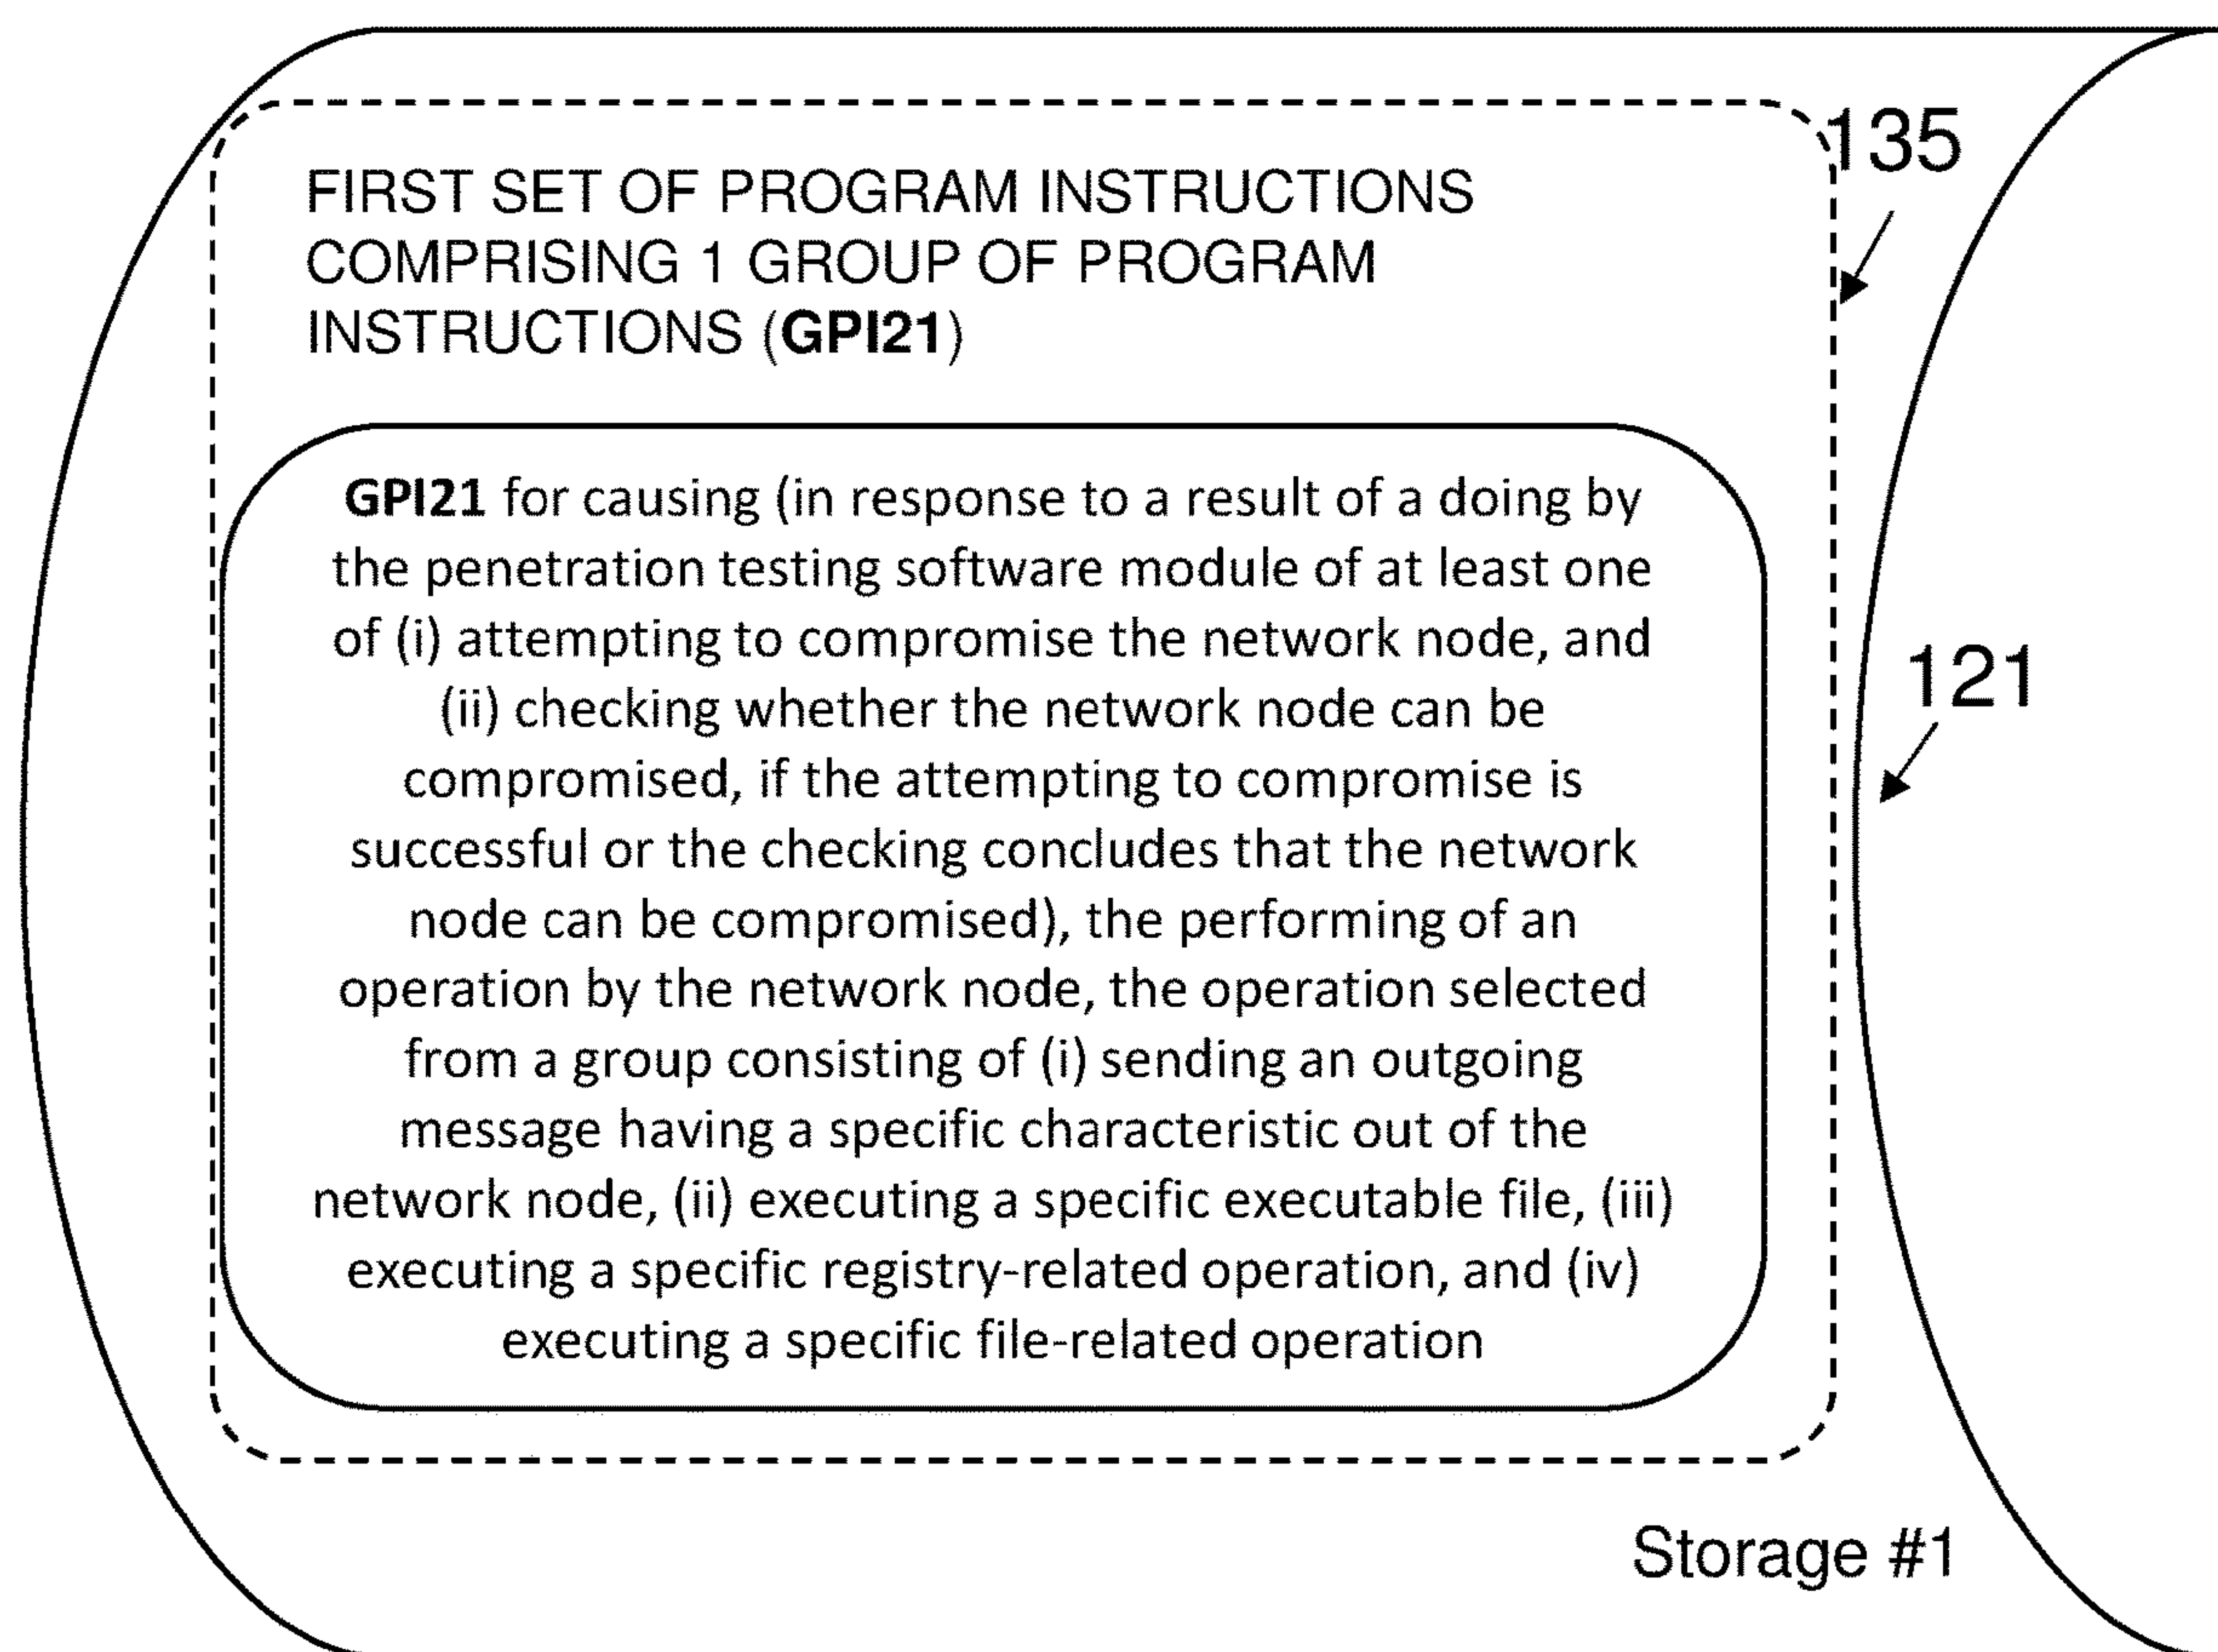 135
FIRST SET OF PROGRAM INSTRUCTIONS
COMPRISING 1 GROUP OF PROGRAM
INSTRUCTIONS (GPI21)
GPI21 for causing (in response to a result of a doing by
the penetration testing software module of at least one
of (i) attempting to compromise the network node, and
(ii) checking whether the network node can be
compromised, if the attempting to compromise is
successful or the checking concludes that the network
node can be compromised), the performing of an
operation by the network node, the operation selected
from a group consisting of (i) sending an outgoing
message having a specific characteristic out of the
network node, (ii) executing a specific executable file, (iii)
executing a specific registry-related operation, and (iv)
executing a specific file-related operation
121
Storage #1